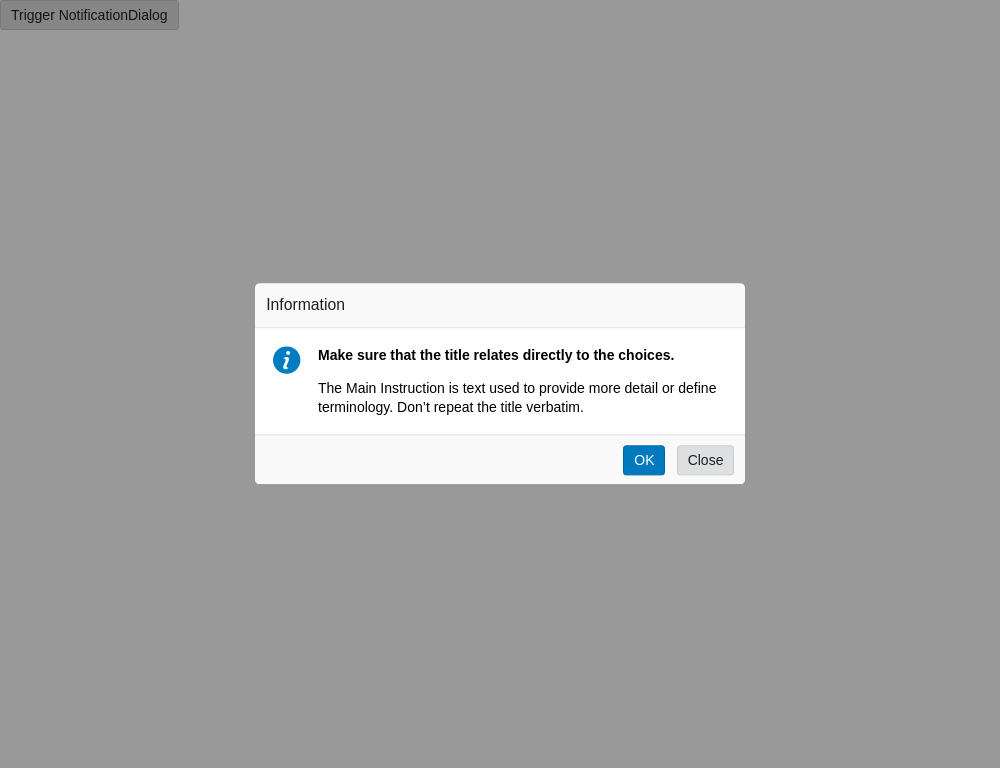 Trigger NotificationDialog
Information
Make sure that the title relates directly to the choices.
The Main Instruction is text used to provide more detail or define
terminology. Don’t repeat the title verbatim.
OK
Close